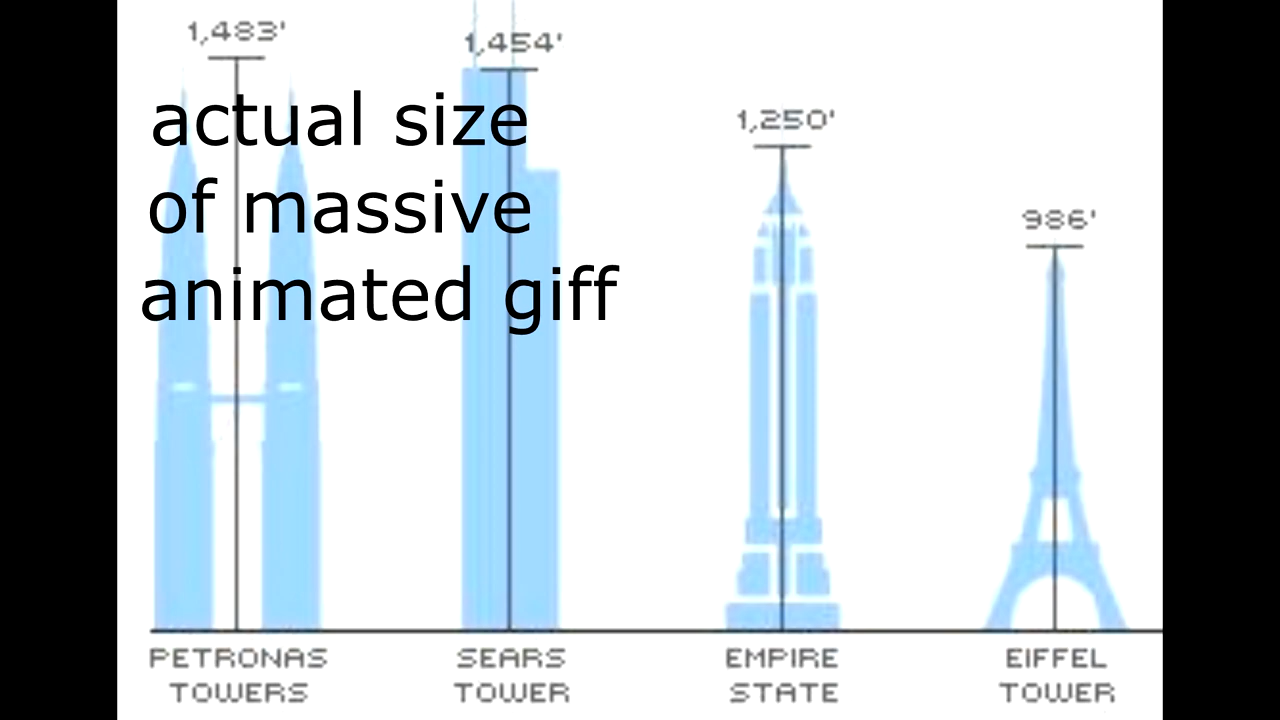 1,483'
1,454'
actual size
of massive
animated giff
1,250'
986'
PETRONAS
TOWERS
SEARS
TOWER
EMPIRE
STATE
EIFFEL
TOWER